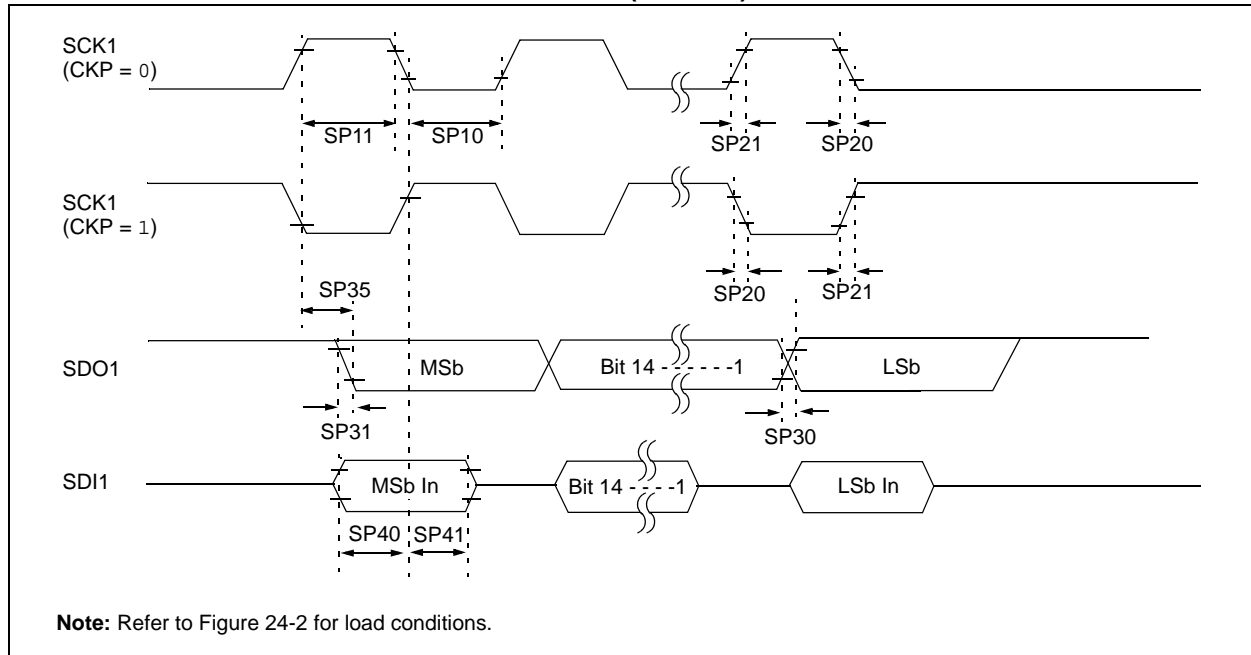 SCK1
(CKP = 0)
SP11
SP10
SP21
SP20
SCK1
(CKP = 1)
SP35
SP20
SP21
SDO1
MSb
Bit 14 - - - - - -1
LSb
SP31
SP30
SDI1
MSb In
Bit 14 - - - -1
LSb In
SP40
SP41
Note: Refer to Figure 24-2 for load conditions.